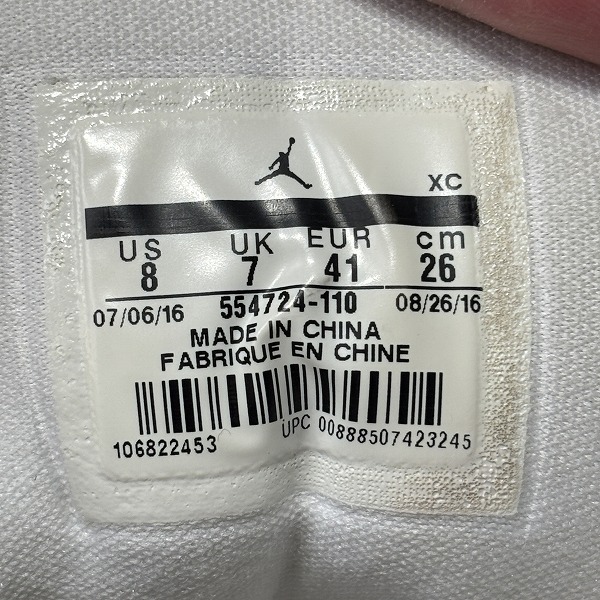 XC
US UK EUR cm
8 7 41 26
07/06/16 554724-110 08/26/16
MADE IN CHINA
FABRIQUE EN CHINE
106822453 UPC 00888507423245